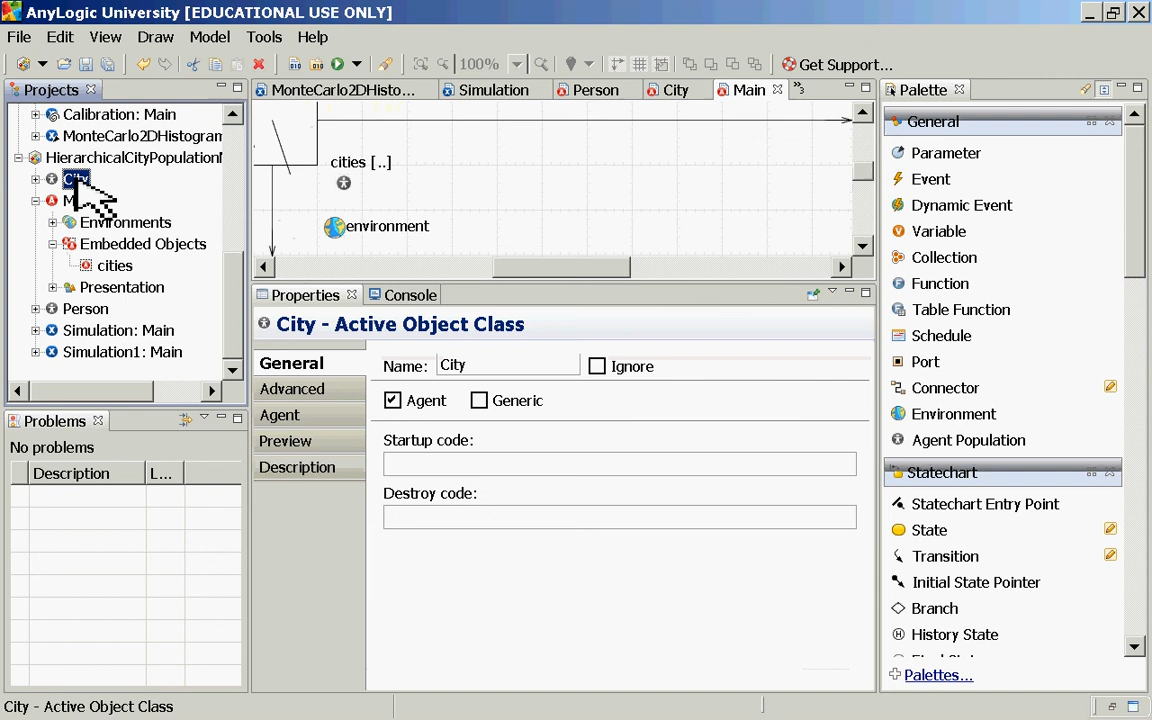 AnyLogic University [EDUCATIONAL USE ONLY]
File Edit View Draw Model Tools Help
100%
Get Support...
Projects
Calibration: Main
MonteCarlo2DHistogram
HierarchicalCityPopulation
City
M
Environments
Embedded Objects
cities
Presentation
Person
Simulation: Main
Simulation1: Main
Problems
No problems
Description L...
MonteCarlo2DHisto... Simulation Person City Main »3
cities [..]
environment
Properties Console
City - Active Object Class
General
Advanced
Agent
Preview
Description
Name: City Ignore
Agent Generic
Startup code:
Destroy code:
Palette
General
Parameter
Event
Dynamic Event
Variable
Collection
Function
Table Function
Schedule
Port
Connector
Environment
Agent Population
Statechart
Statechart Entry Point
State
Transition
Initial State Pointer
Branch
History State
Palettes...
City - Active Object Class